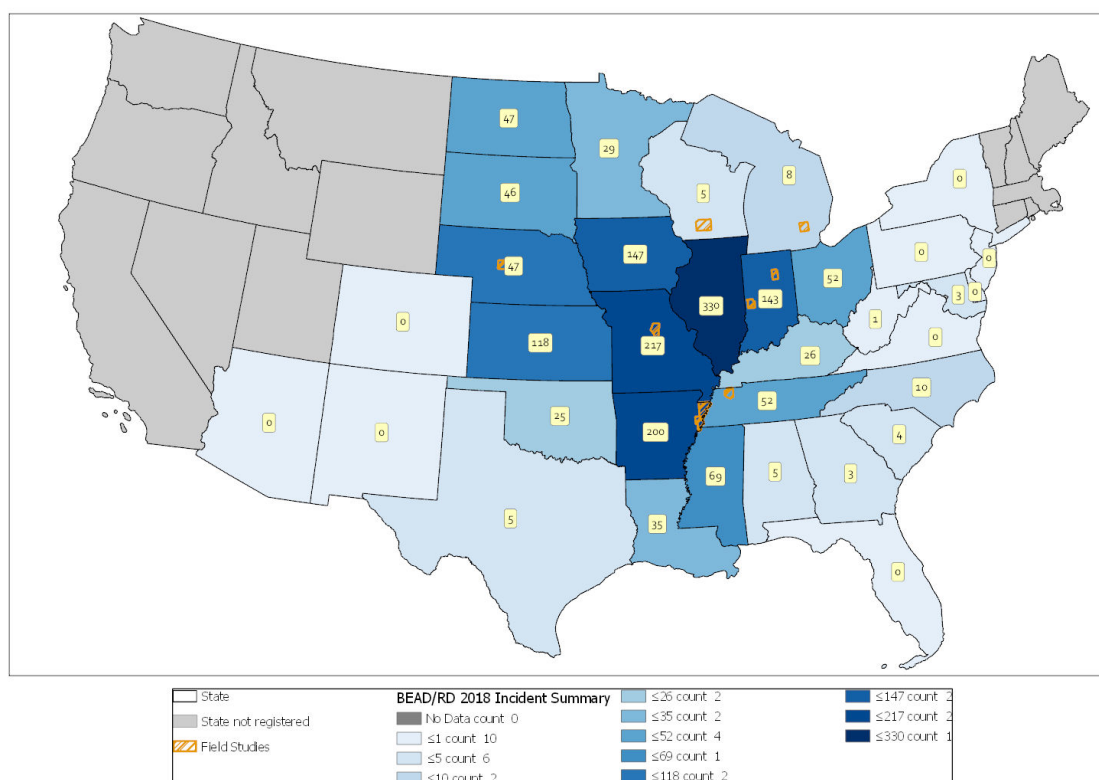 47
29
0
8
5
46
0
147
47
52
0
0
3
330
143
0
1
118
217
26
0
10
52
25
0
0
200
4
69
5
3
5
35
0
State
State not registered
Field Studies
BEAD/RD 2018 Incident Summary
No Data count 0
≤1 count 10
≤5 count 6
≤10 count 2
≤26 count 2
≤35 count 2
≤52 count 4
≤69 count 1
≤118 count 2
≤147 count 2
≤217 count 2
≤330 count 1